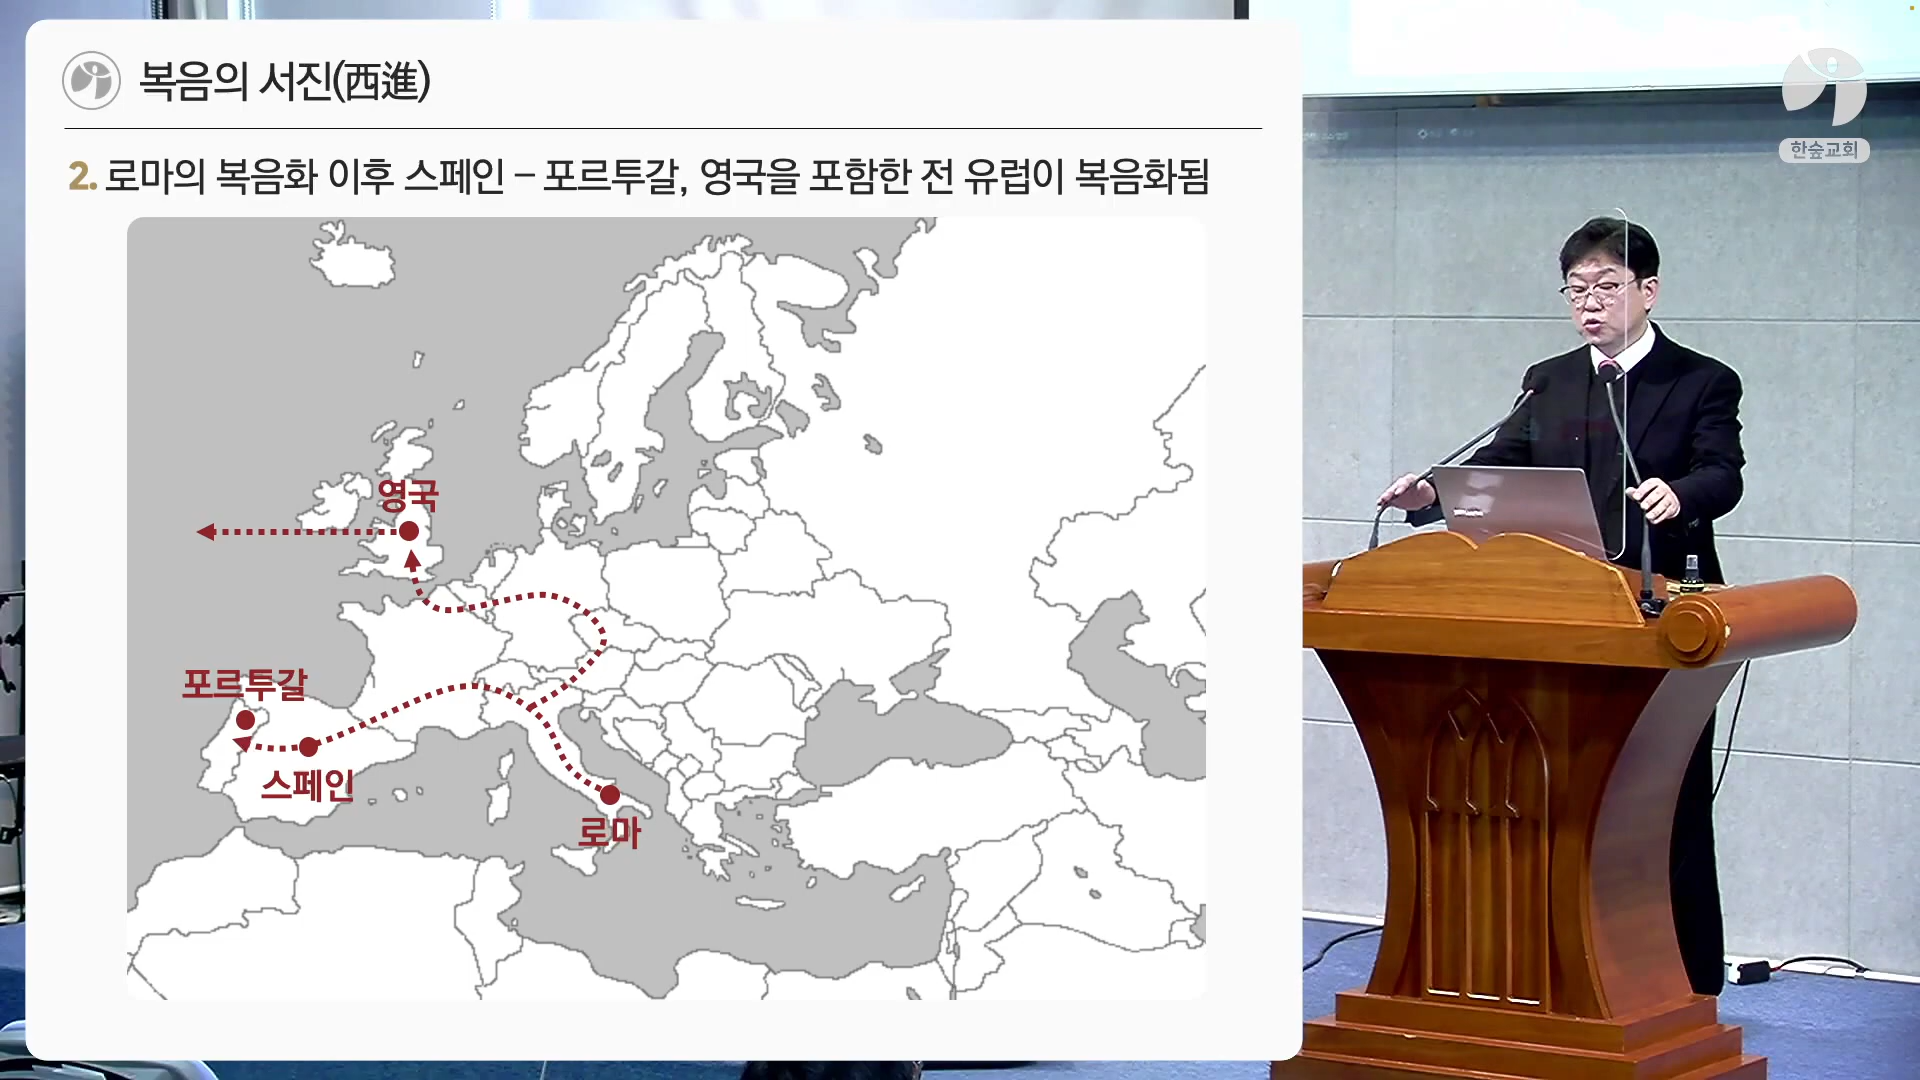 복음의 서진(西進)
2. 로마의 복음화 이후 스페인 – 포르투갈, 영국을 포함한 전 유럽이 복음화됨
영국
포르투갈
스페인
로마
한숲교회